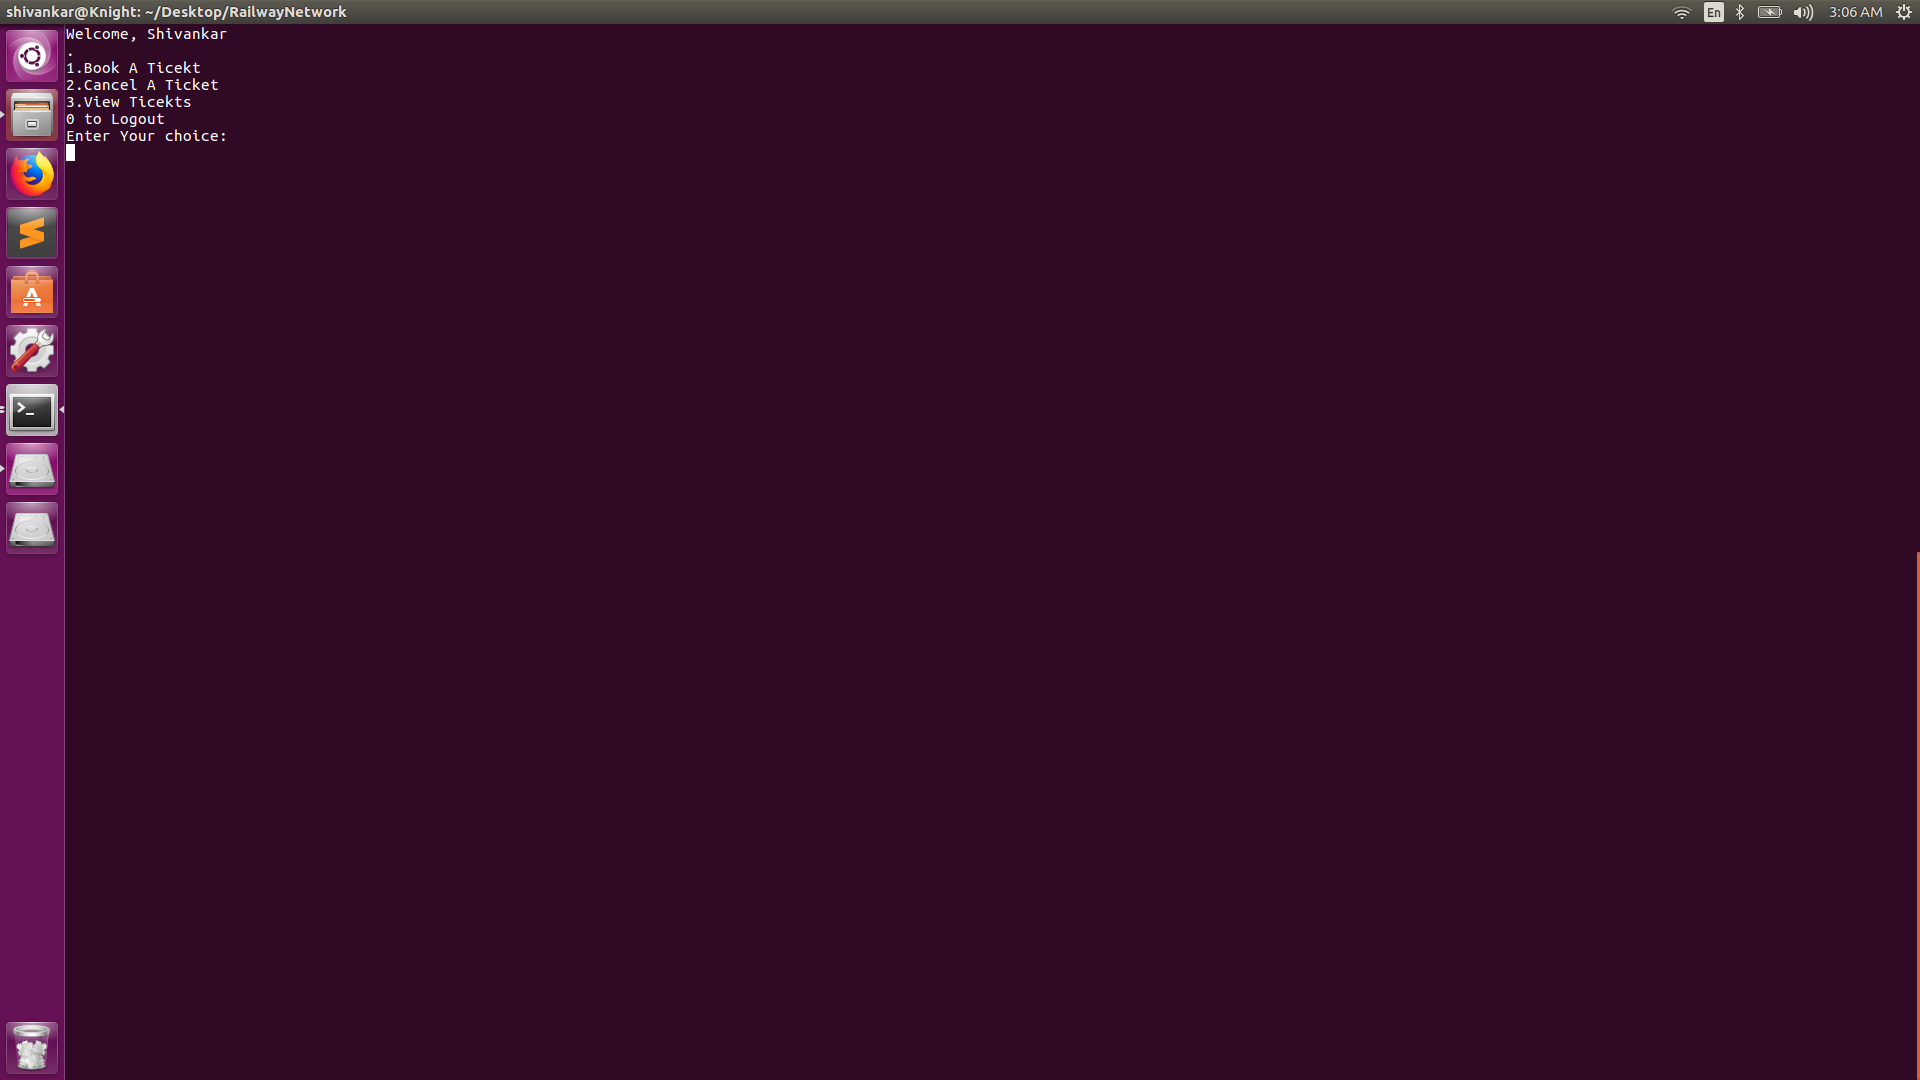 shivankar@Knight: ~/Desktop/RailwayNetwork
En
3:06 AM
Welcome, Shivankar
.
1.Book A Ticekt
2.Cancel A Ticket
3.View Ticekts
0 to Logout
Enter Your choice: